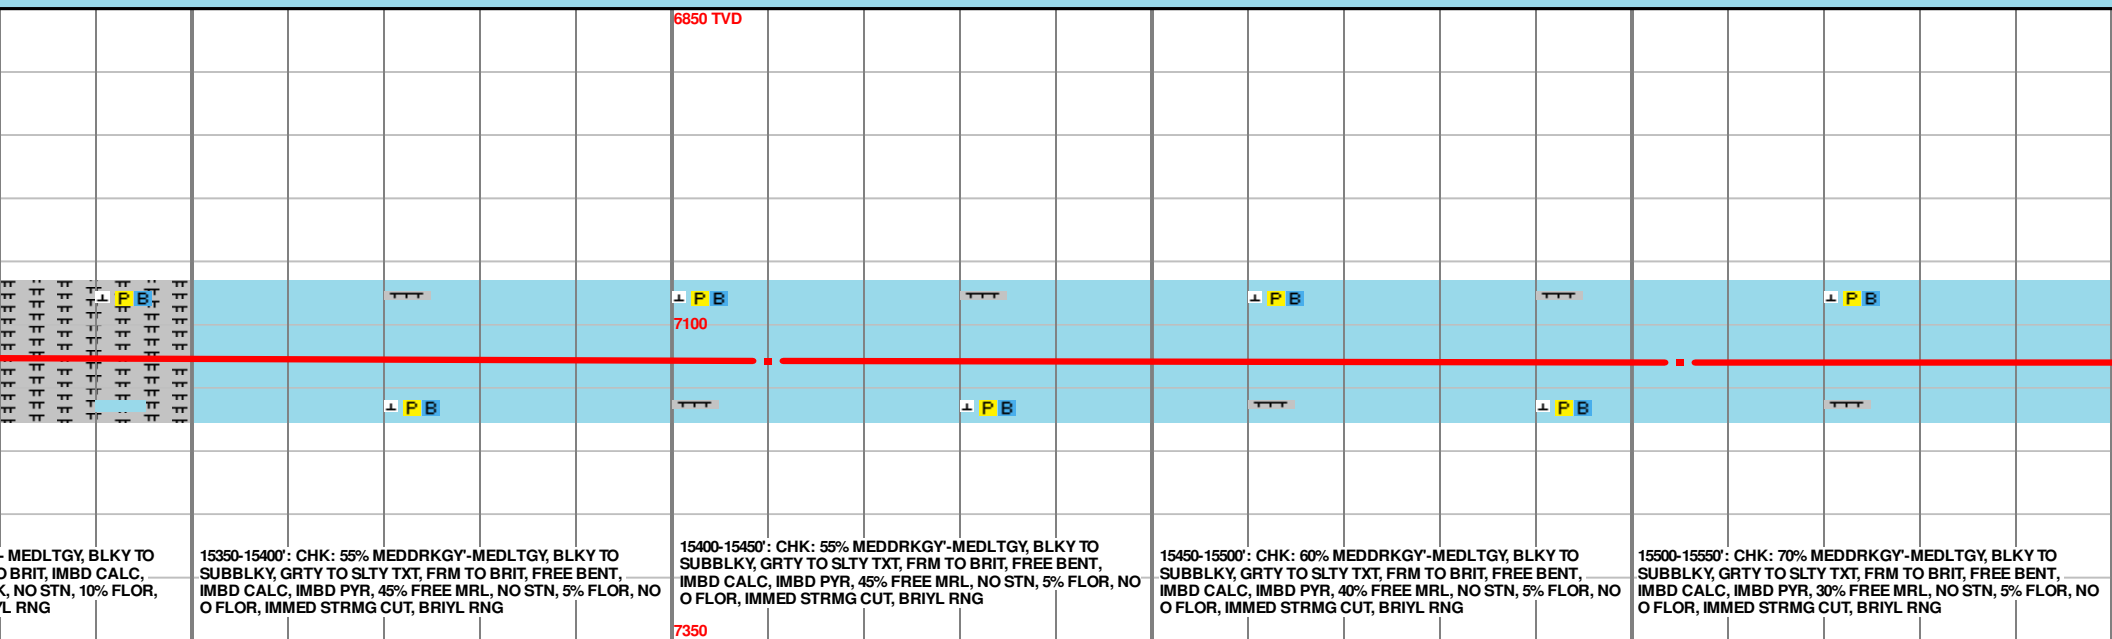 6850 TVD
P B
P B
P B
P B
7100
P B
P B
P B
- MEDLTGY, BLKY TO
O BRIT, IMBD CALC,
K, NO STN, 10% FLOR,
YL RNG
15350-15400': CHK: 55% MEDDRKGY'-MEDLTGY, BLKY TO
SUBBLKY, GRTY TO SLTY TXT, FRM TO BRIT, FREE BENT,
IMBD CALC, IMBD PYR, 45% FREE MRL, NO STN, 5% FLOR, NO
O FLOR, IMMED STRMG CUT, BRIYL RNG
15400-15450': CHK: 55% MEDDRKGY'-MEDLTGY, BLKY TO
SUBBLKY, GRTY TO SLTY TXT, FRM TO BRIT, FREE BENT,
IMBD CALC, IMBD PYR, 45% FREE MRL, NO STN, 5% FLOR, NO
O FLOR, IMMED STRMG CUT, BRIYL RNG
15450-15500': CHK: 60% MEDDRKGY'-MEDLTGY, BLKY TO
SUBBLKY, GRTY TO SLTY TXT, FRM TO BRIT, FREE BENT,
IMBD CALC, IMBD PYR, 40% FREE MRL, NO STN, 5% FLOR, NO
O FLOR, IMMED STRMG CUT, BRIYL RNG
15500-15550': CHK: 70% MEDDRKGY'-MEDLTGY, BLKY TO
SUBBLKY, GRTY TO SLTY TXT, FRM TO BRIT, FREE BENT,
IMBD CALC, IMBD PYR, 30% FREE MRL, NO STN, 5% FLOR, NO
O FLOR, IMMED STRMG CUT, BRIYL RNG
7350